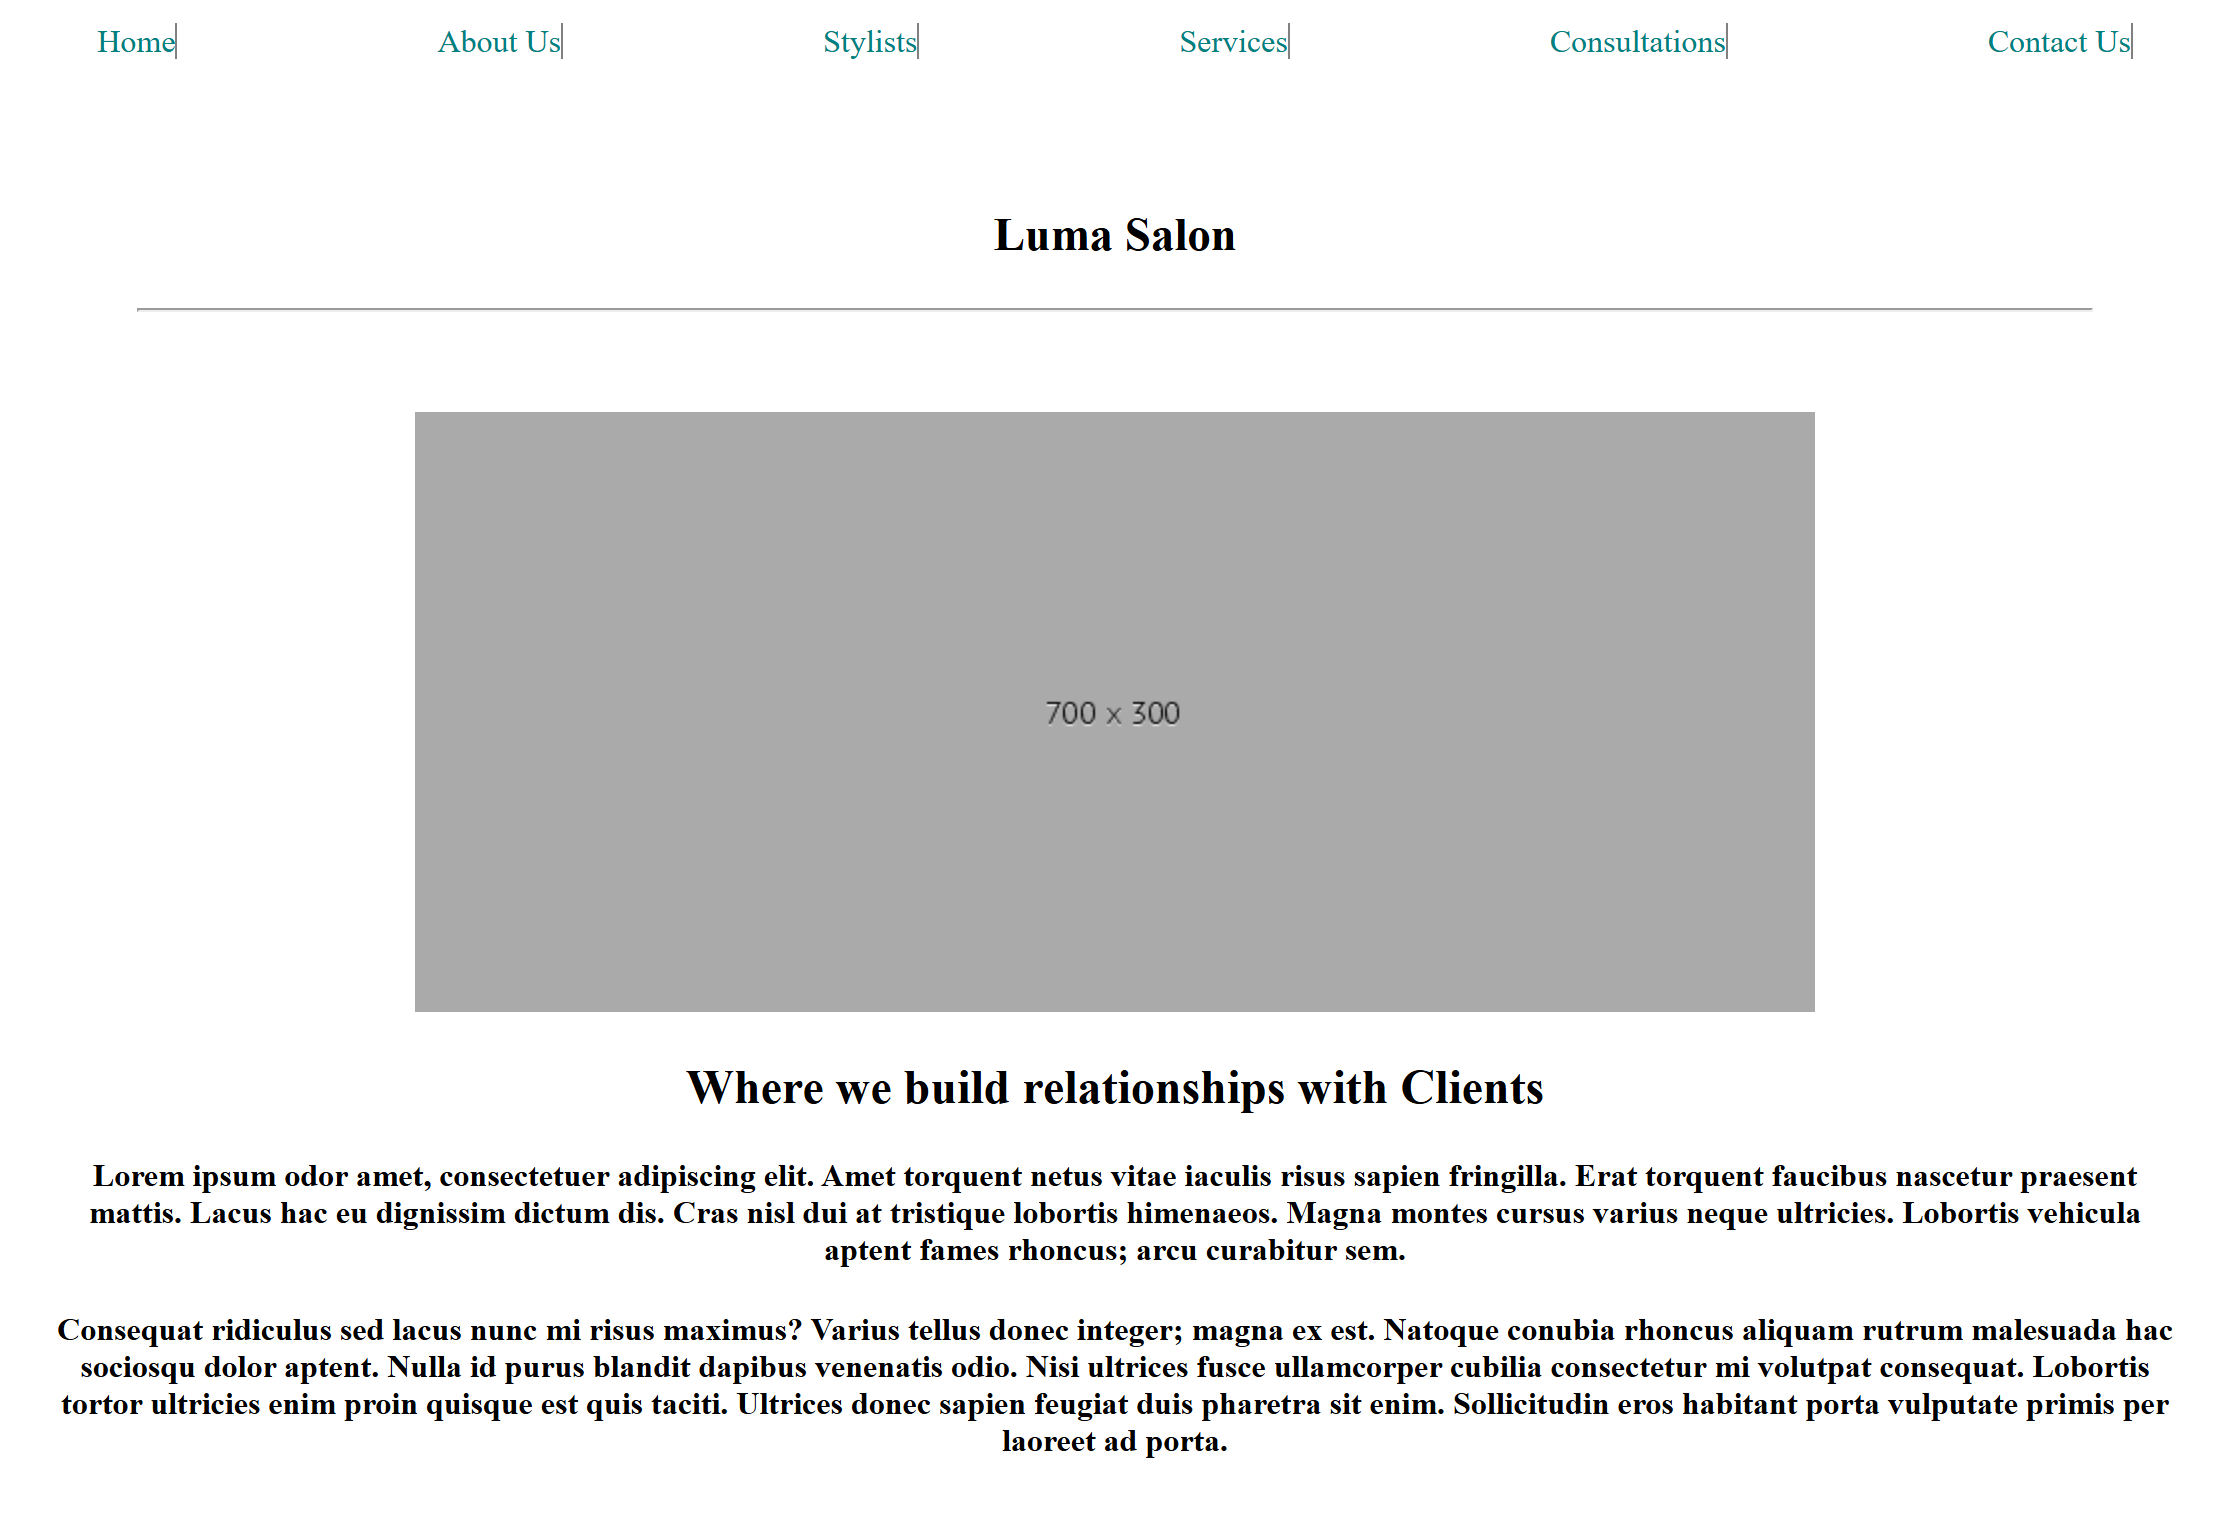 Home About Us Stylists Services Consultations Contact Us
Luma Salon
700 x 300
Where we build relationships with Clients
Lorem ipsum odor amet, consectetuer adipiscing elit. Amet torquent netus vitae iaculis risus sapien fringilla. Erat torquent faucibus nascetur praesent
mattis. Lacus hac eu dignissim dictum dis. Cras nisl dui at tristique lobortis himenaeos. Magna montes cursus varius neque ultricies. Lobortis vehicula
aptent fames rhoncus; arcu curabitur sem.
Consequat ridiculus sed lacus nunc mi risus maximus? Varius tellus donec integer; magna ex est. Natoque conubia rhoncus aliquam rutrum malesuada hac
sociosqu dolor aptent. Nulla id purus blandit dapibus venenatis odio. Nisi ultrices fusce ullamcorper cubilia consectetur mi volutpat consequat. Lobortis
tortor ultricies enim proin quisque est quis taciti. Ultrices donec sapien feugiat duis pharetra sit enim. Sollicitudin eros habitant porta vulputate primis per
laoreet ad porta.